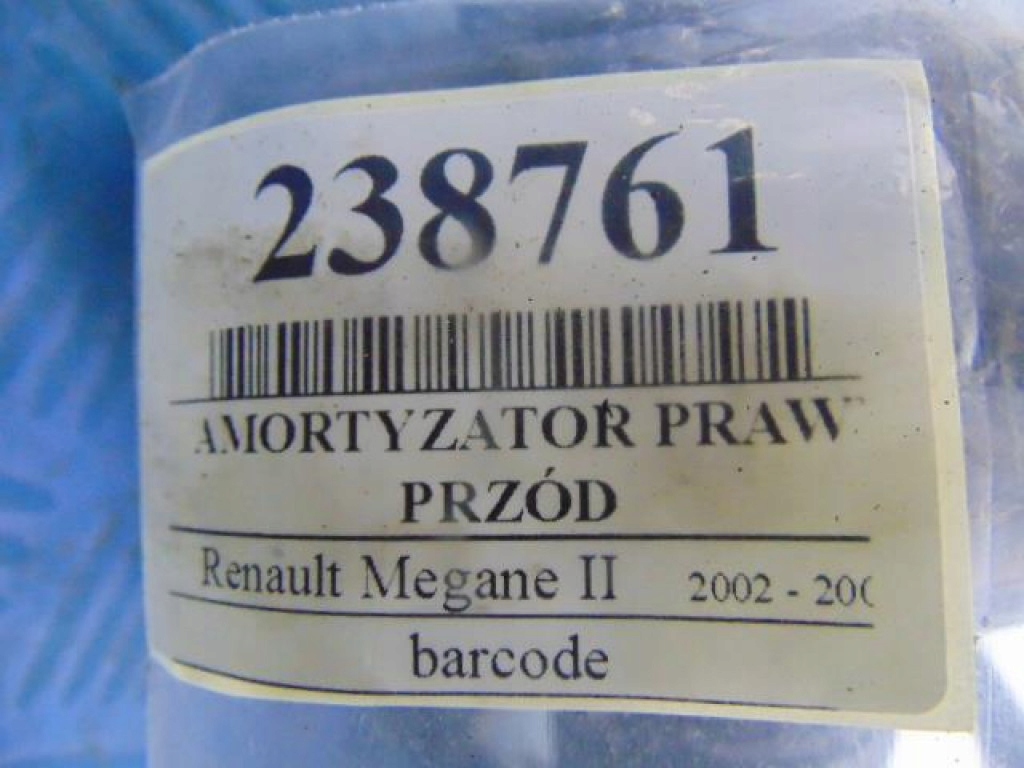 238761
AMORTYZATOR PRAW
PRZÓD
Renault Megane II 2002 - 200
barcode